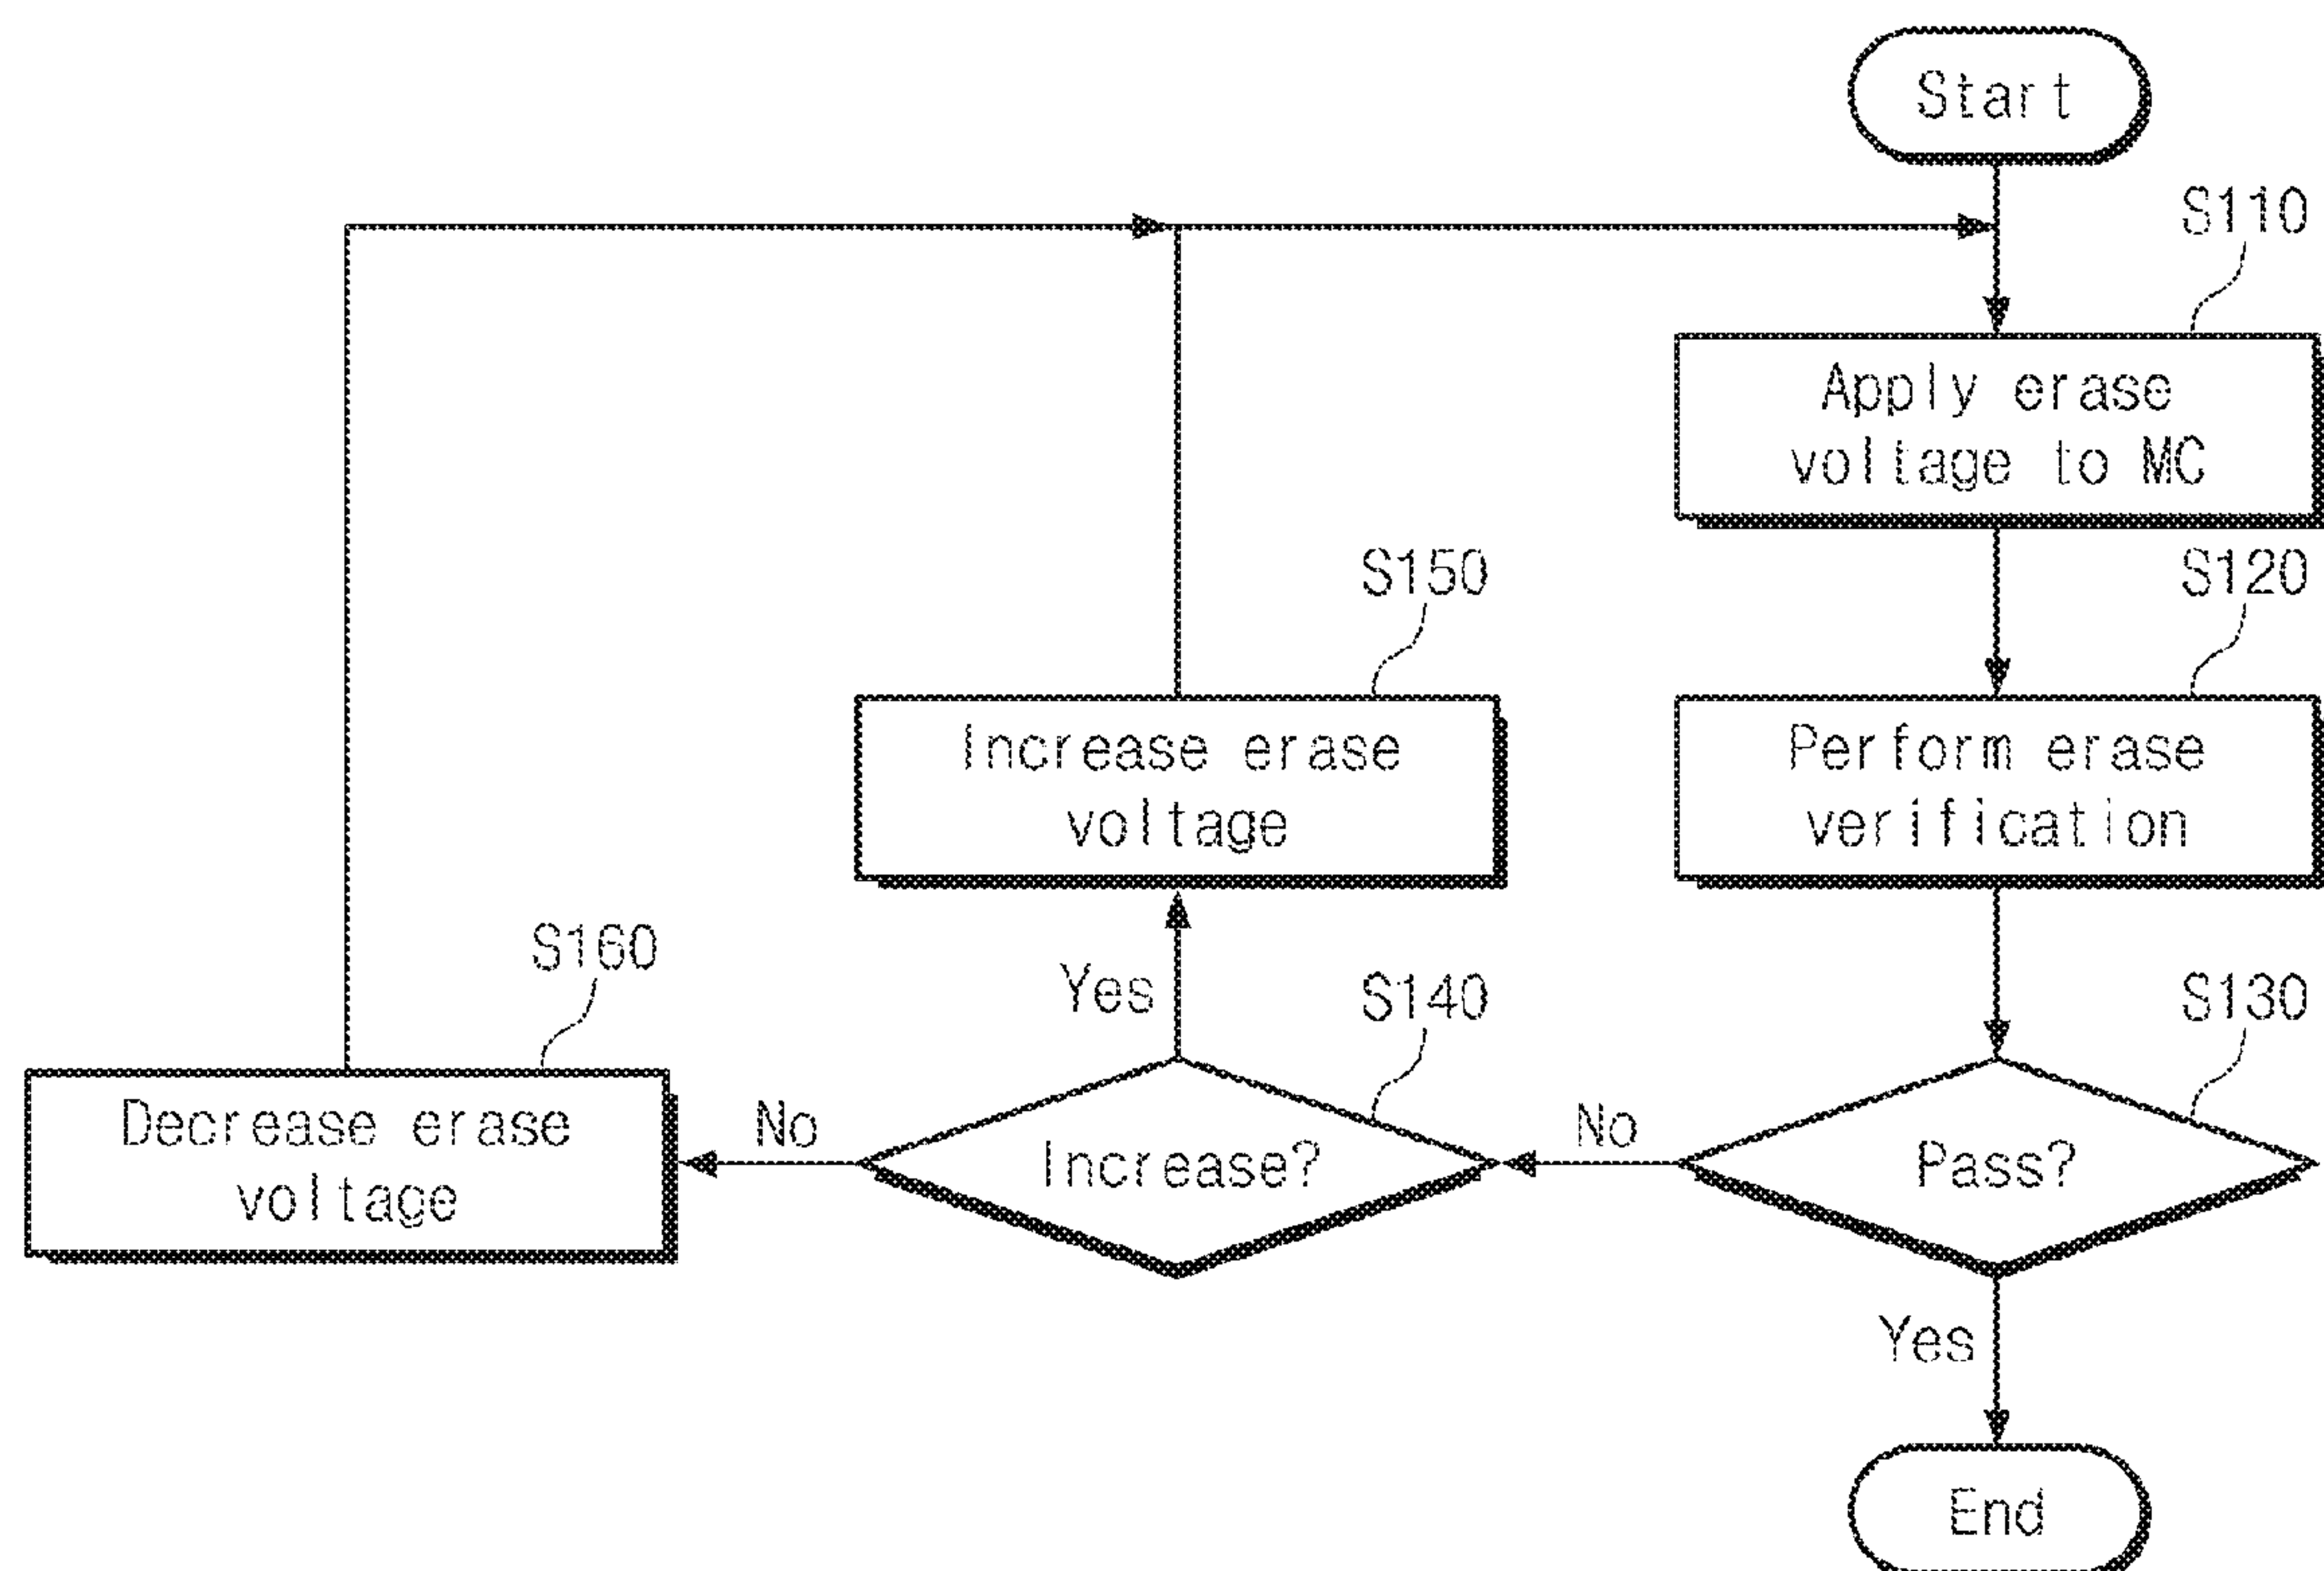 Start
S110
Apply erase
voltage to MC
S150
S120
Increase erase
voltage
Perform erase
verification
S160
Yes
S140
S130
Decrease erase
voltage
No
Increase?
No
Pass?
Yes
End